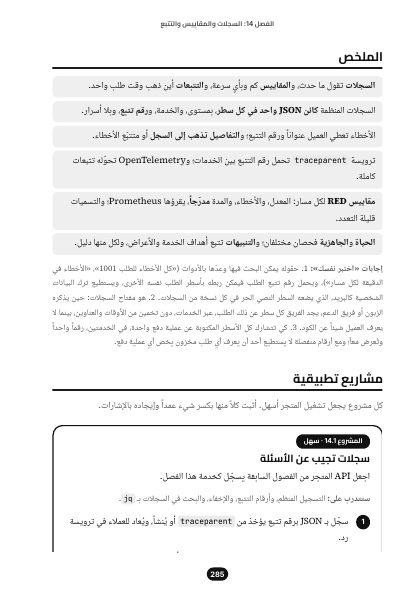 الفصل 14: السجلات والمقاييس والتتبع
الملخص
السجلات تقول ما حدث، والمقاييس كم وبأي سرعة، والتتبعات أين ذهب وقت طلب واحد.
السجلات المنظمة كائن JSON واحد في كل سطر، بمستوى، والخدمة، ورقم تتبع، وبلا أسرار.
الأخطاء تعطي العميل عنواناً ورقم التتبع؛ والتفاصيل تذهب إلى السجل أو متتبّع الأخطاء.
ترويسة traceparent تحمل رقم التتبع بين الخدمات؛ وOpenTelemetry تحوّله تتبعات
كاملة.
مقاييس RED لكل مسار: المعدل، والأخطاء، والمدة مدرّجاً، يقرؤها Prometheus؛ والتسميات
قليلة التعدد.
الحياة والجاهزية فحصان مختلفان؛ والتنبيهات تتبع أهداف الخدمة والأعراض، ولكل منها دليل.
إجابات «اختبر نفسك»: 1. حقوله يمكن البحث فيها وعدّها بالأدوات («كل الأخطاء للطلب 1001»، «الأخطاء في
الدقيقة لكل مسار»)، ويحمل رقم تتبع الطلب فيمكن ربطه بأسطر الطلب نفسه الأخرى، ويستطيع ترك البيانات
الشخصية كالبريد، الذي يضعه السطر النصي الحر في كل نسخة من السجلات. 2. هو مفتاح السجلات: حين يذكره
الزبون أو فريق الدعم، يجد الفريق كل سطر عن ذلك الطلب، عبر الخدمات، دون تخمين من الأوقات والعناوين، بينما لا
يعرف العميل شيئاً عن الكود. 3. كي تتشارك كل الأسطر المكتوبة عن عملية دفع واحدة، في الخدمتين، رقماً واحداً
وتعرض معاً؛ ومع أرقام منفصلة لا يستطيع أحد أن يعرف أي طلب مخزون يخص أي عملية دفع.
مشاريع تطبيقية
كل مشروع يجعل تشغيل المتجر أسهل. أثبت كلاً منها بكسر شيء عمداً وإيجاده بالإشارات.
المشروع 14.1 · سهل
سجلات تجيب عن الأسئلة
اجعل API المتجر من الفصول السابقة يسجّل كخدمة هذا الفصل.
ستتدرب على: التسجيل المنظم، وأرقام التتبع، والإخفاء، والبحث في السجلات بـ jq.
1 سجّل بـ JSON برقم تتبع يؤخذ من traceparent أو يُنشأ، ويُعاد للعملاء في ترويسة
رد.
285